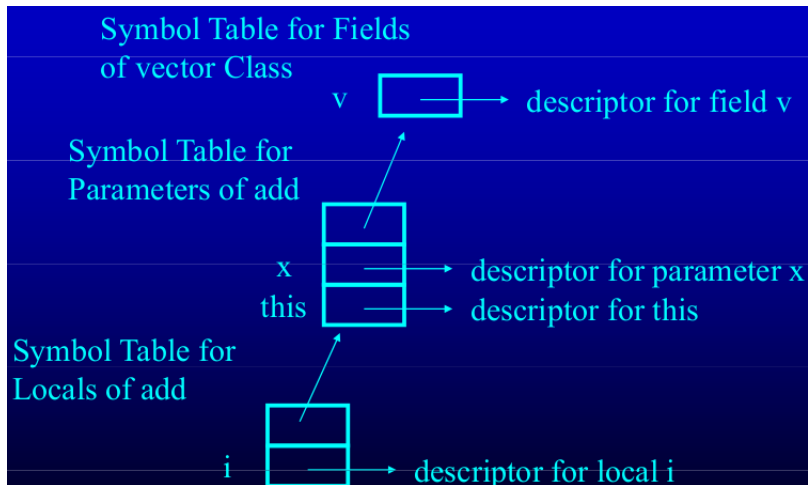 Symbol Table for Fields
of vector Class
v
descriptor for field v
Symbol Table for
Parameters of add
x
descriptor for parameter x
this
descriptor for this
Symbol Table for
Locals of add
i
descriptor for local i